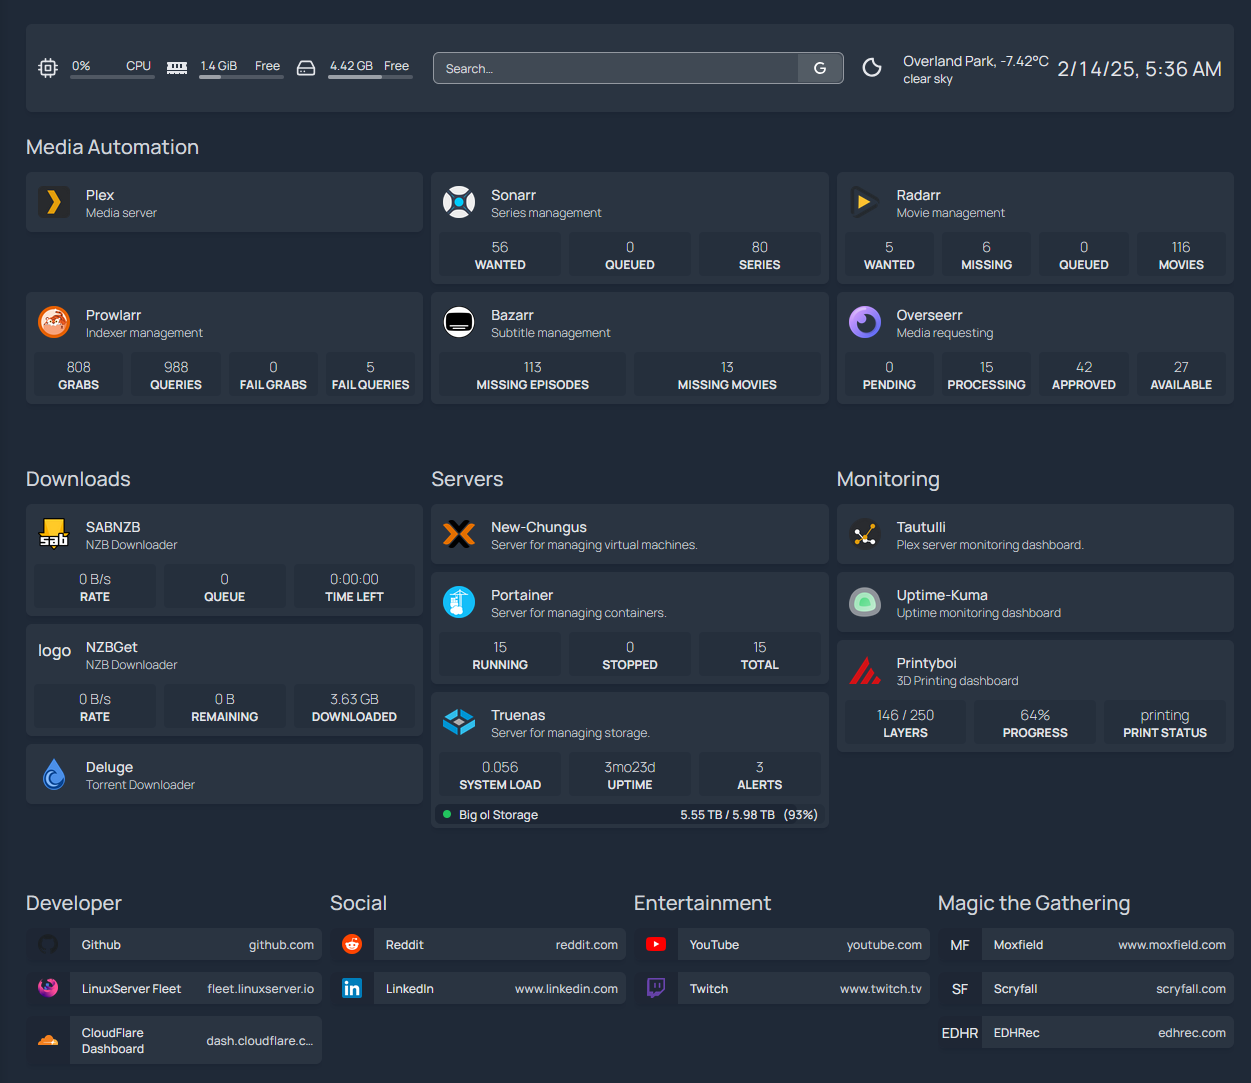 0% CPU
1.4 GiB Free
4.42 GB Free
Search...
G
Overland Park, -7.42°C
clear sky
2/14/25, 5:36 AM
Media Automation
Plex
Media server
Sonarr
Series management
56 0 80
WANTED QUEUED SERIES
Radarr
Movie management
5 6 0 116
WANTED MISSING QUEUED MOVIES
Prowlarr
Indexer management
808 988 0 5
GRABS QUERIES FAIL GRABS FAIL QUERIES
Bazarr
Subtitle management
113 13
MISSING EPISODES MISSING MOVIES
Overseerr
Media requesting
0 15 42 27
PENDING PROCESSING APPROVED AVAILABLE
Downloads
sab
SABNZB
NZB Downloader
0 B/s 0 0:00:00
RATE QUEUE TIME LEFT
logo
NZBGet
NZB Downloader
0 B/s 0 B 3.63 GB
RATE REMAINING DOWNLOADED
Deluge
Torrent Downloader
Servers
New-Chungus
Server for managing virtual machines.
Portainer
Server for managing containers.
15 0 15
RUNNING STOPPED TOTAL
Truenas
Server for managing storage.
0.056 3mo23d 3
SYSTEM LOAD UPTIME ALERTS
Big ol Storage 5.55 TB / 5.98 TB (93%)
Monitoring
Tautulli
Plex server monitoring dashboard.
Uptime-Kuma
Uptime monitoring dashboard
Printyboi
3D Printing dashboard
146 / 250 64% printing
LAYERS PROGRESS PRINT STATUS
Developer
Github github.com
LinuxServer Fleet fleet.linuxserver.io
CloudFlare
Dashboard
dash.cloudflare.c...
Social
Reddit reddit.com
in
LinkedIn www.linkedin.com
Entertainment
YouTube youtube.com
Twitch www.twitch.tv
Magic the Gathering
MF Moxfield www.moxfield.com
SF Scryfall scryfall.com
EDHR EDHRec edhrec.com